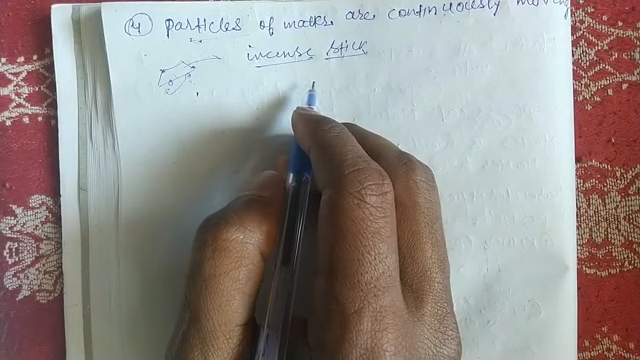 ④ Particles of matter are continuously moving
incense stick